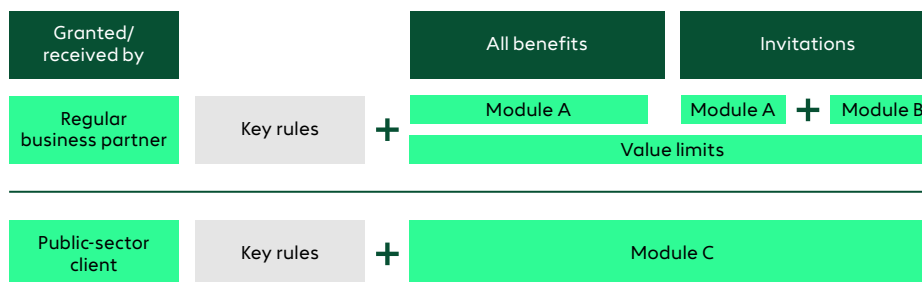 Granted/
received by
All benefits
Invitations
Regular
business partner
Key rules
+
Module A
Module A
+
Module B
Value limits
Public-sector
client
Key rules
+
Module C